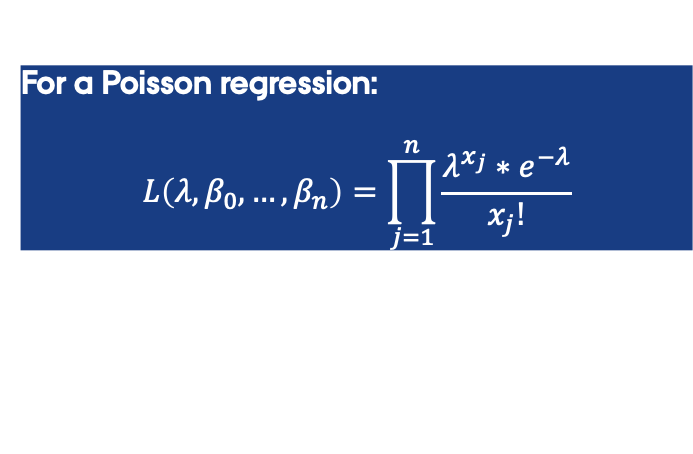 For a Poisson regression:
L(λ, β₀, … , βₙ) = ∏ⱼ₌₁ⁿ (λ^{xⱼ} * e^{−λ}) / xⱼ!